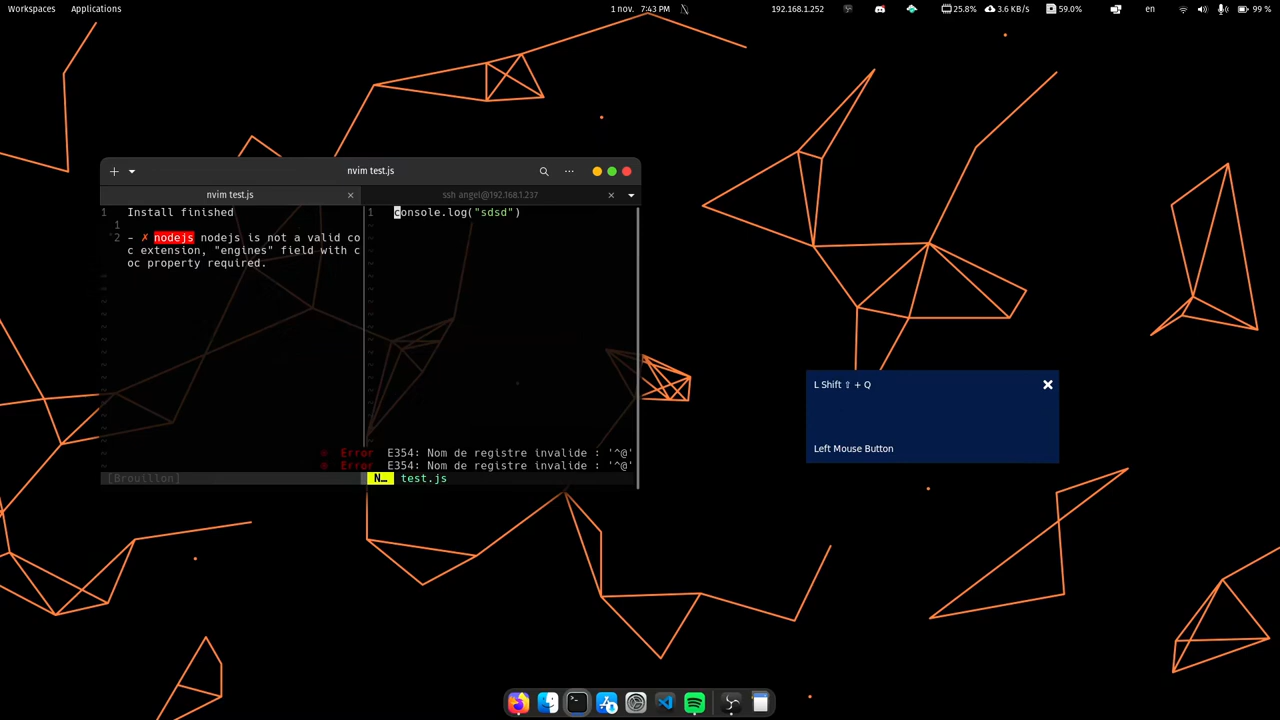 Workspaces Applications 1 nov. 7:43 PM 192.168.1.252 25.8% 3.6 KB/s 59.0% en 99 %
nvim test.js
nvim test.js ssh angel@192.168.1.237
1 Install finished
1
2 - ✗ nodejs nodejs is not a valid co
c extension, "engines" field with c
oc property required.
1 console.log("sdsd")
Error E354: Nom de registre invalide : '^@'
Error E354: Nom de registre invalide : '^@'
[Brouillon] N… test.js
L Shift ⇧ + Q
Left Mouse Button